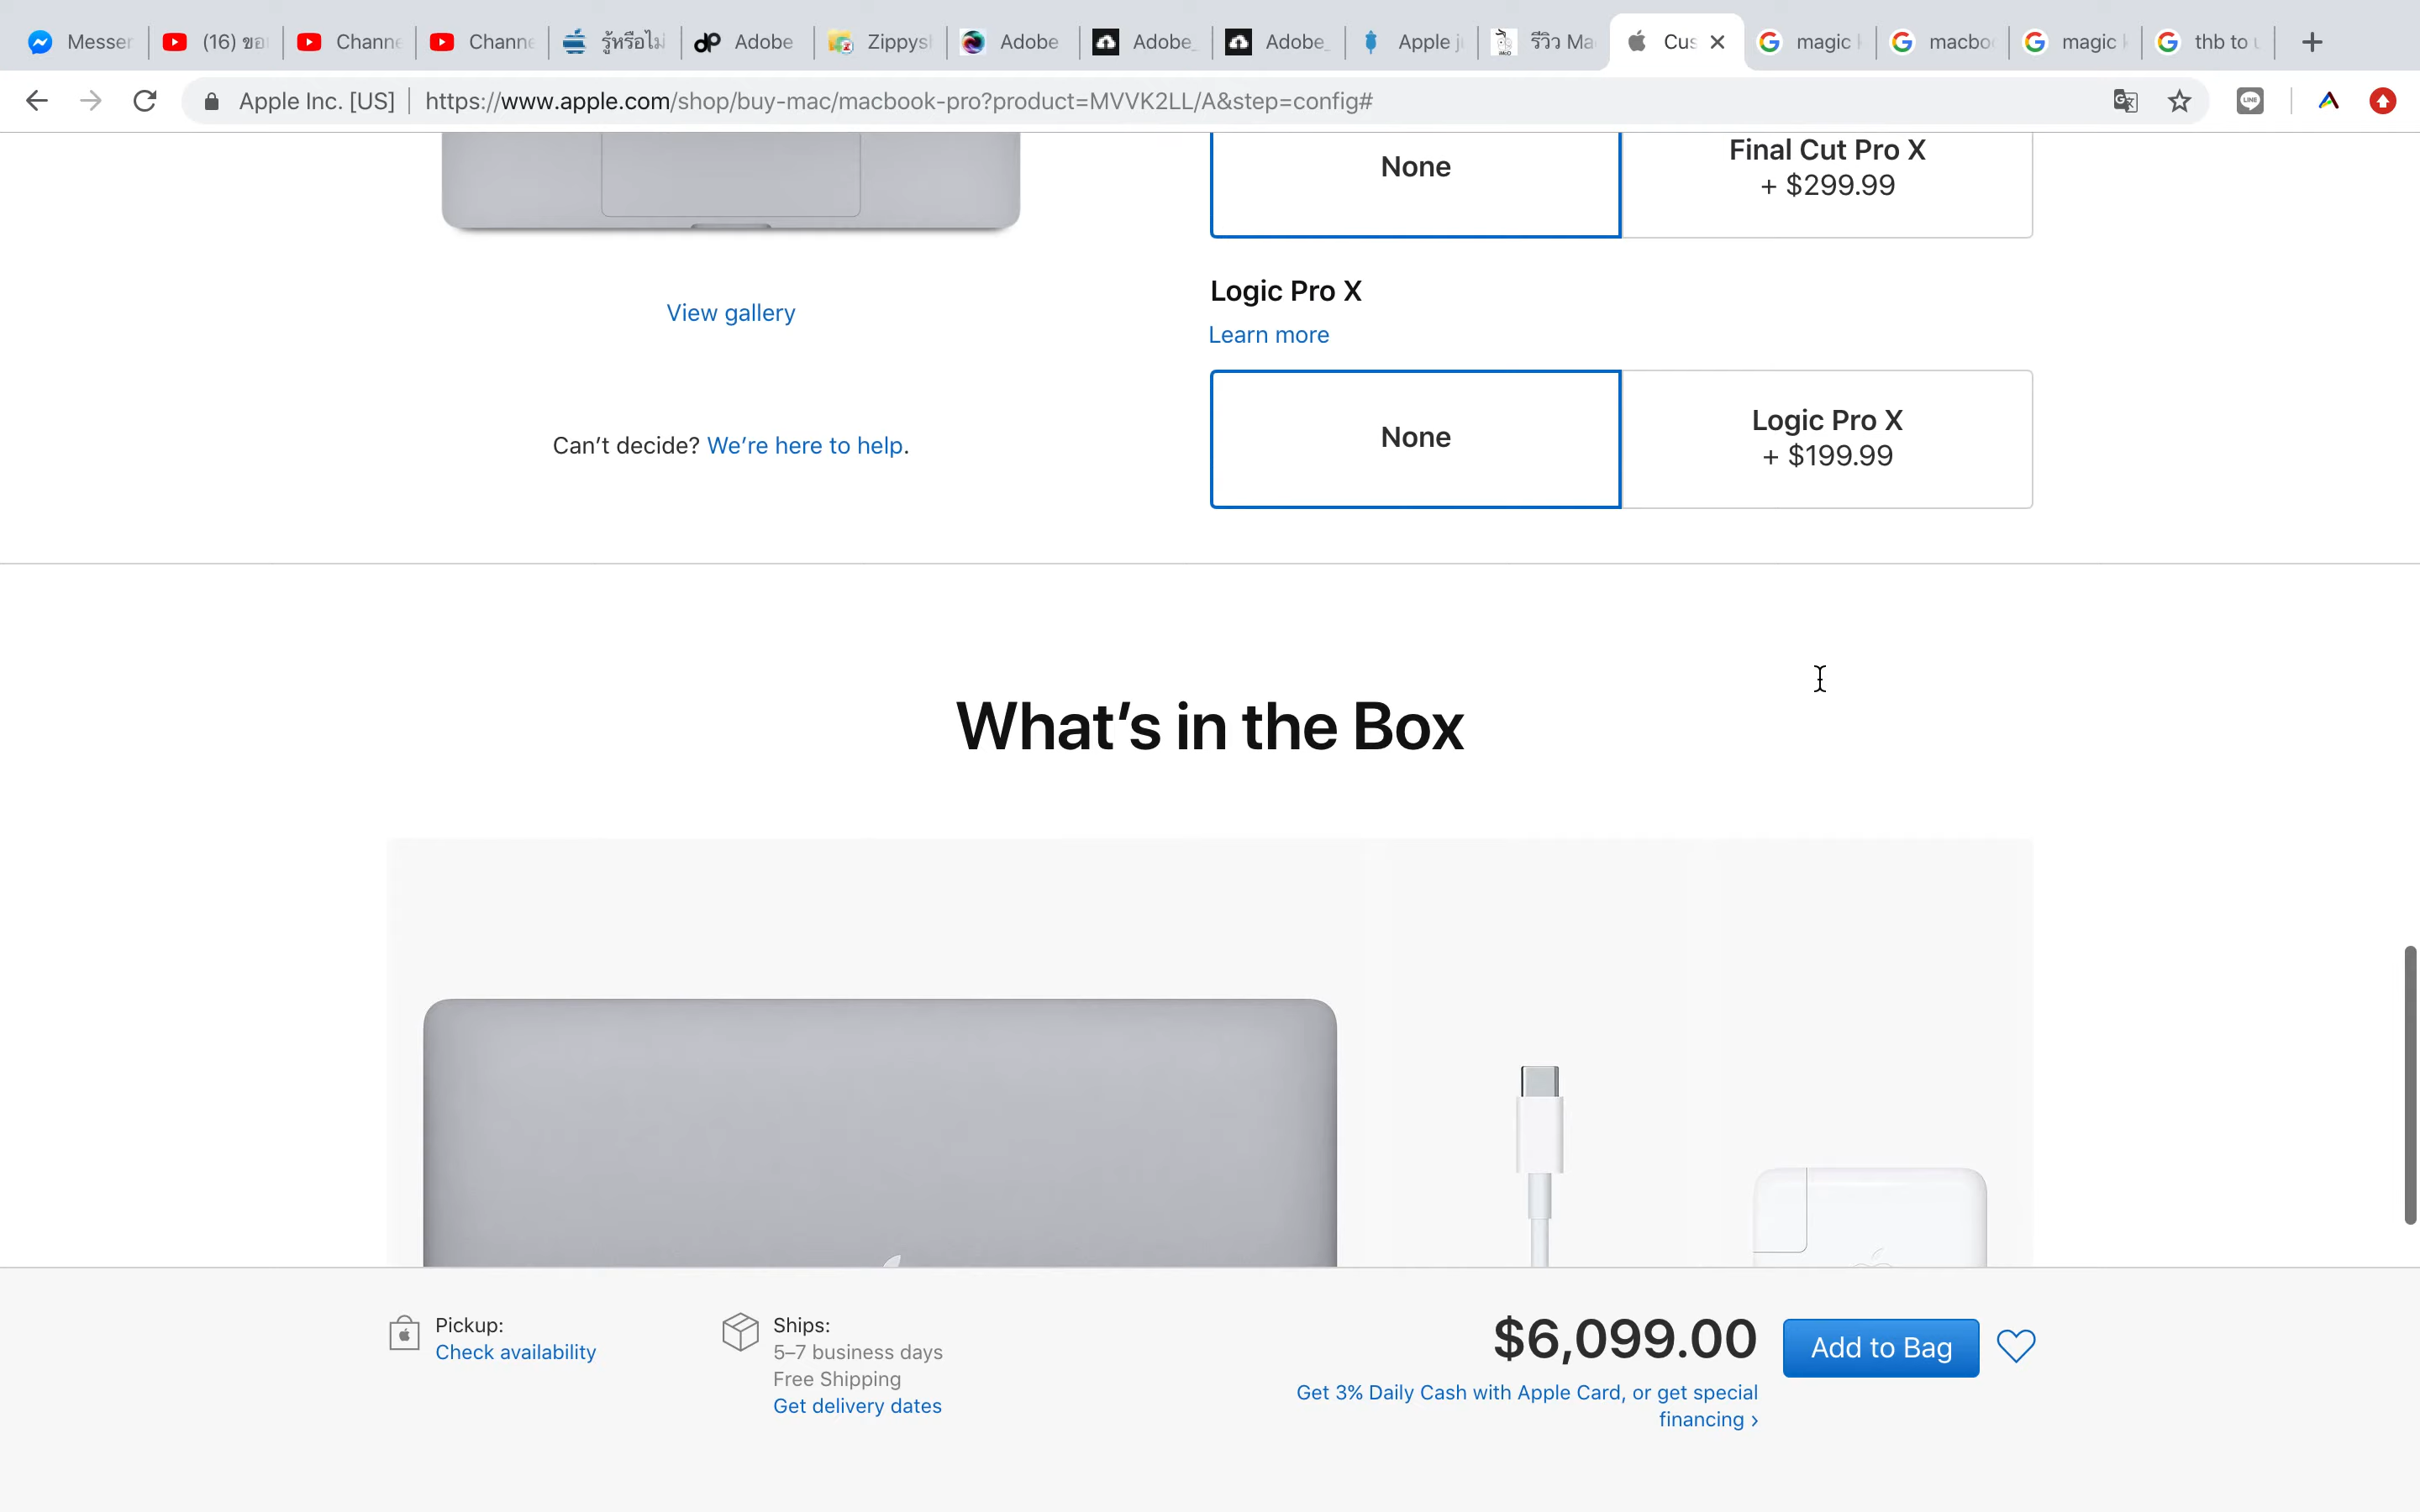 Messer
(16) ขอ
Channe
Channe
รู้หรือไม่
Adobe
Zippysh
Adobe
Adobe_
Adobe_
Apple ju
รีวิว Ma
Cus
magic k
macboo
magic k
thb to u
Apple Inc. [US]
https://www.apple.com/shop/buy-mac/macbook-pro?product=MVVK2LL/A&step=config#
LINE
None
Final Cut Pro X
+ $299.99
Logic Pro X
Learn more
View gallery
None
Logic Pro X
+ $199.99
Can’t decide? We’re here to help.
What’s in the Box
Pickup:
Check availability
Ships:
5–7 business days
Free Shipping
Get delivery dates
$6,099.00
Add to Bag
Get 3% Daily Cash with Apple Card, or get special
financing ›